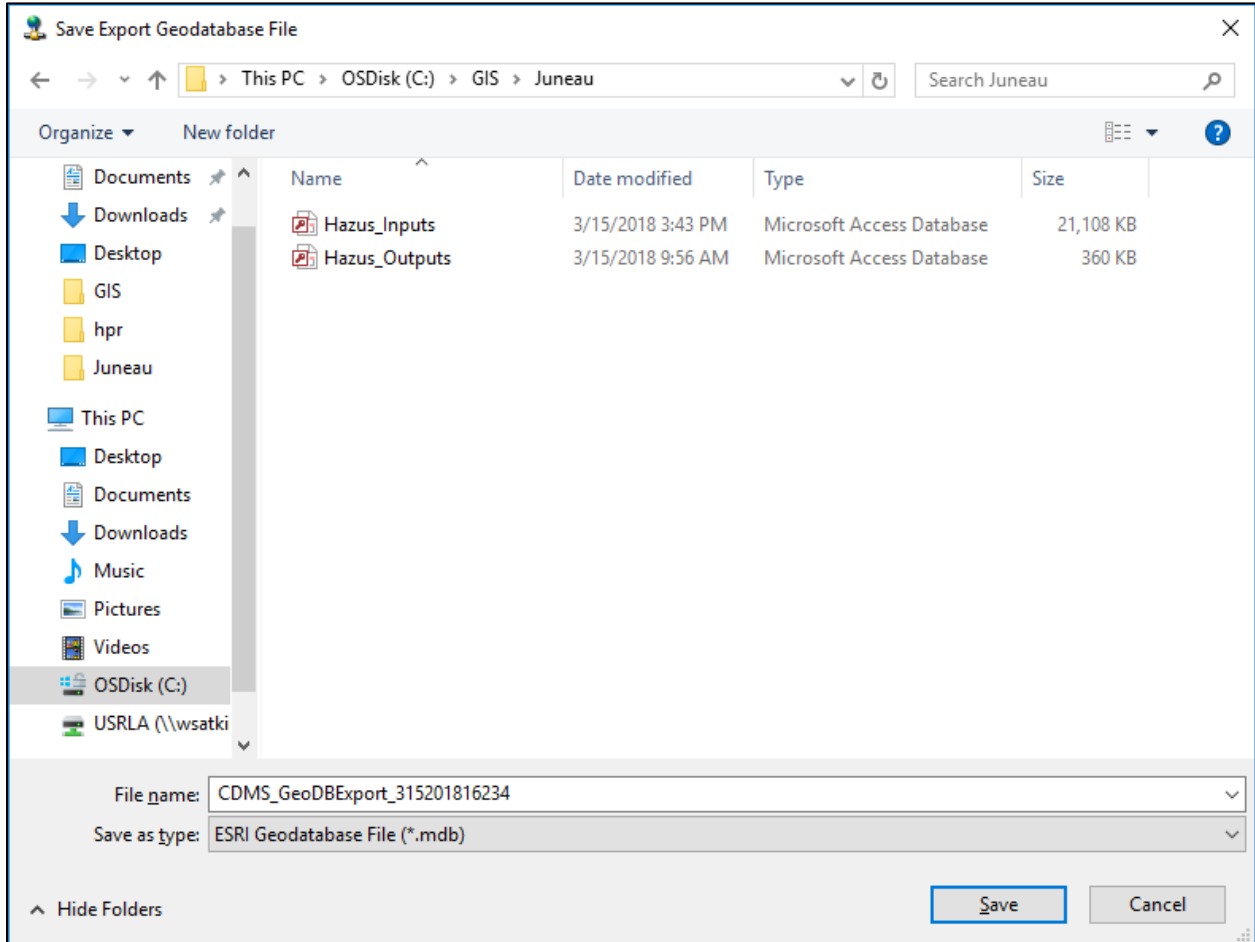 Save Export Geodatabase File
This PC > OSDisk (C:) > GIS > Juneau
Search Juneau
Organize
New folder
?
Documents
Downloads
Desktop
GIS
hpr
Juneau
This PC
Desktop
Documents
Downloads
Music
Pictures
Videos
OSDisk (C:)
USRLA (\\wsatki
Name Date modified Type Size
Hazus_Inputs 3/15/2018 3:43 PM Microsoft Access Database 21,108 KB
Hazus_Outputs 3/15/2018 9:56 AM Microsoft Access Database 360 KB
File name: CDMS_GeoDBExport_315201816234
Save as type: ESRI Geodatabase File (*.mdb)
Hide Folders
Save
Cancel